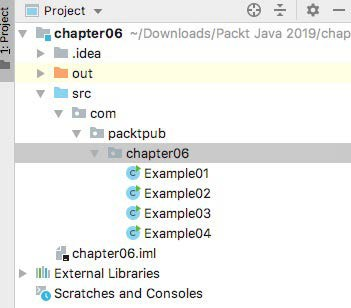 1: Project
Project
chapter06 ~/Downloads/Packt Java 2019/chap
.idea
out
src
com
packtpub
chapter06
Example01
Example02
Example03
Example04
chapter06.iml
External Libraries
Scratches and Consoles